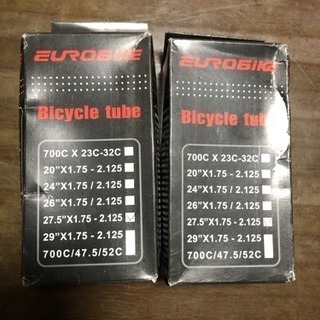 EUROBIKE
Bicycle tube
700C X 23C-32C
20"X1.75 - 2.125
24"X1.75 / 2.125
26"X1.75 / 2.125
27.5"X1.75 - 2.125
29"X1.75 - 2.125
700C/47.5/52C
EUROBIKE
Bicycle tube
700C X 23C-32C
20"X1.75 - 2.125
24"X1.75 / 2.125
26"X1.75 / 2.125
27.5"X1.75 - 2.125
29"X1.75 - 2.125
700C/47.5/52C